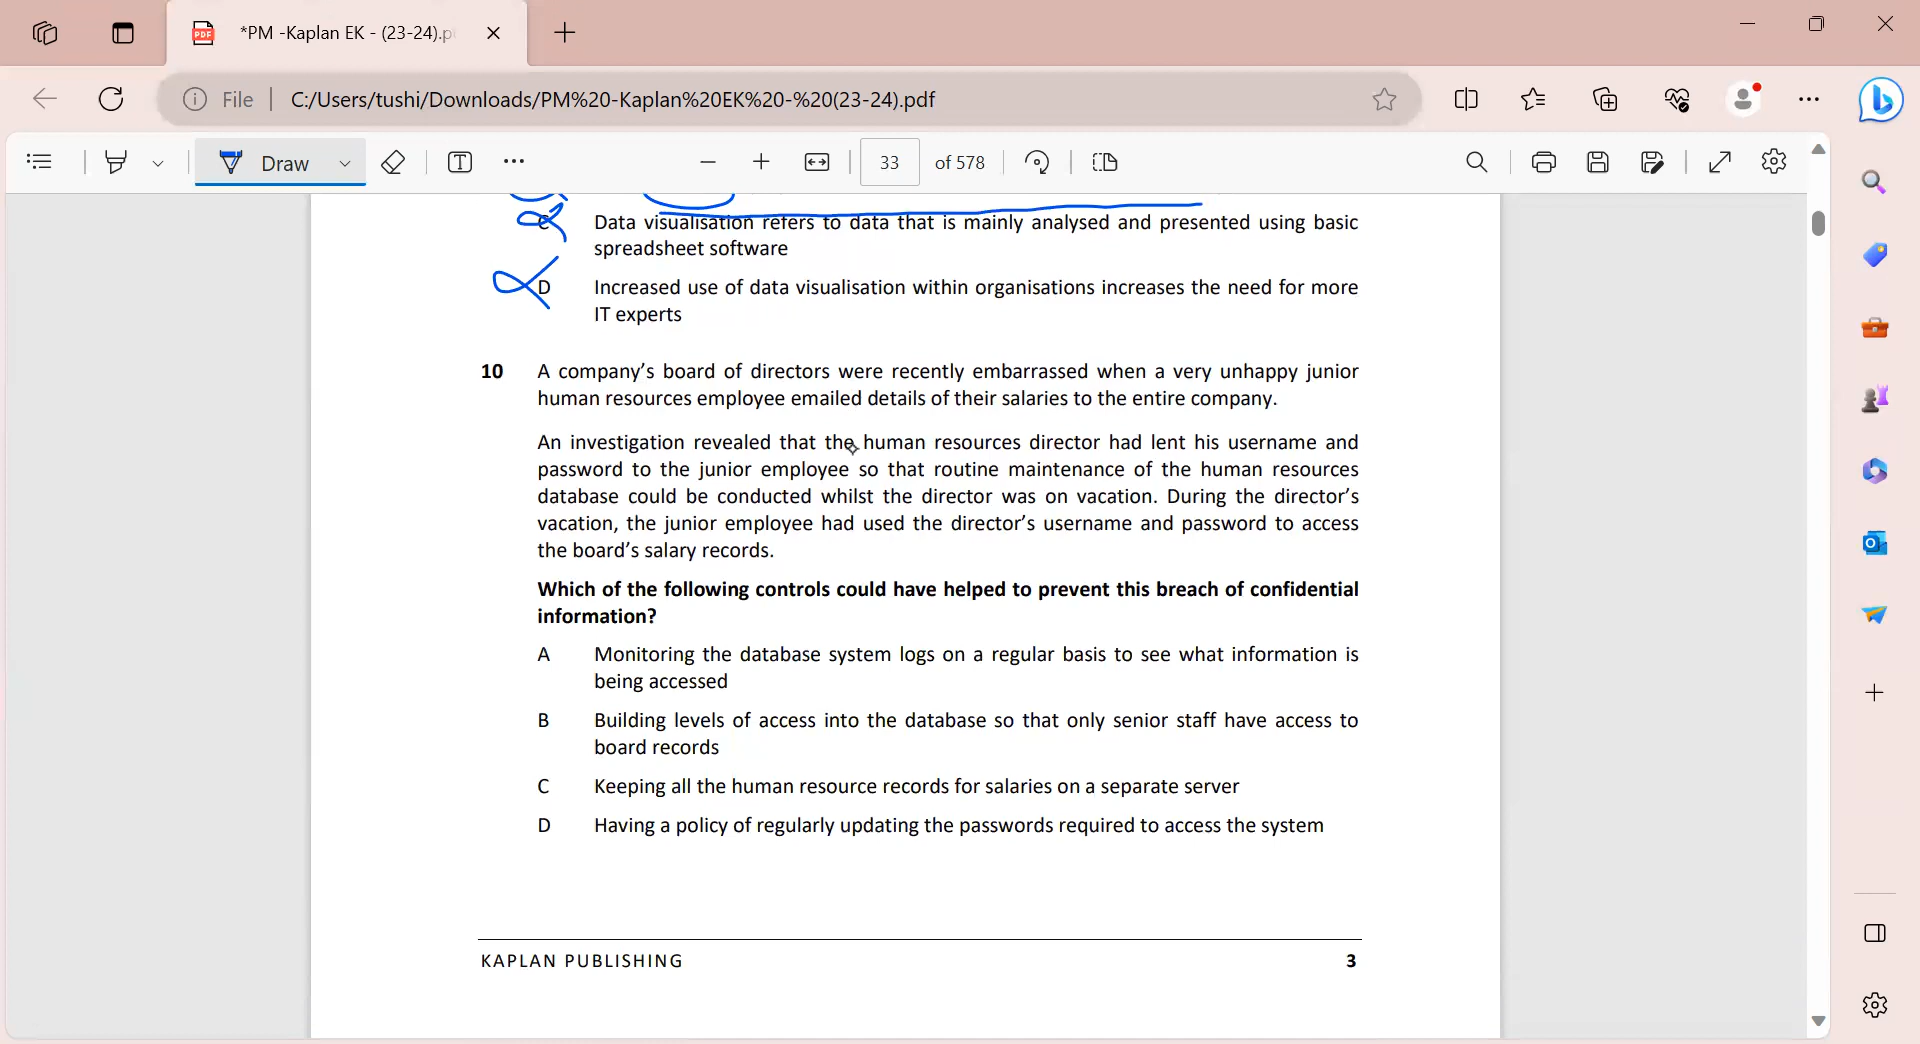 *PM -Kaplan EK - (23-24).p
File
C:/Users/tushi/Downloads/PM%20-Kaplan%20EK%20-%20(23-24).pdf
Draw
33
of 578
C Data visualisation refers to data that is mainly analysed and presented using basic
spreadsheet software
D Increased use of data visualisation within organisations increases the need for more
IT experts
10 A company’s board of directors were recently embarrassed when a very unhappy junior
human resources employee emailed details of their salaries to the entire company.
An investigation revealed that the human resources director had lent his username and
password to the junior employee so that routine maintenance of the human resources
database could be conducted whilst the director was on vacation. During the director’s
vacation, the junior employee had used the director’s username and password to access
the board’s salary records.
Which of the following controls could have helped to prevent this breach of confidential
information?
A Monitoring the database system logs on a regular basis to see what information is
being accessed
B Building levels of access into the database so that only senior staff have access to
board records
C Keeping all the human resource records for salaries on a separate server
D Having a policy of regularly updating the passwords required to access the system
KAPLAN PUBLISHING
3